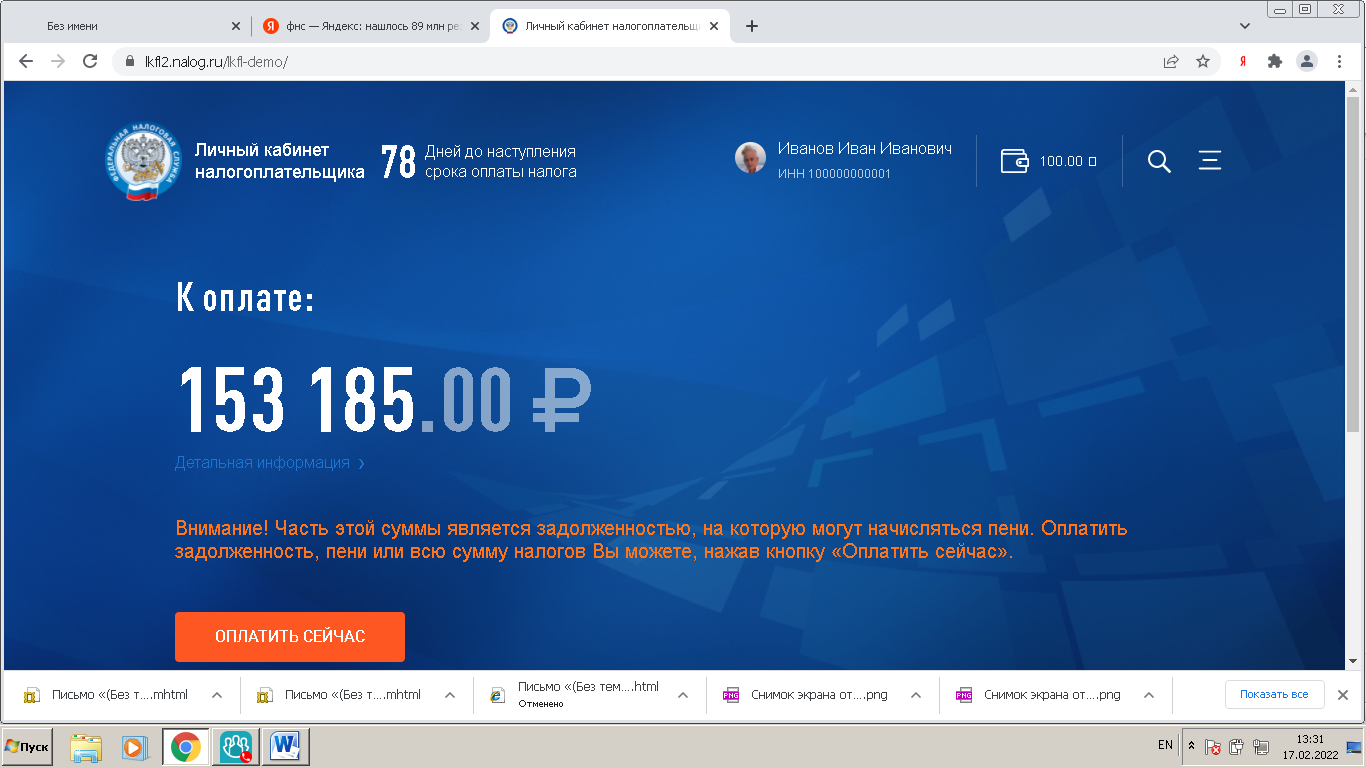 Без имени
фнс — Яндекс: нашлось 89 млн рез
Личный кабинет налогоплательщ
lkfl2.nalog.ru/lkfl-demo/
Я
ФЕДЕРАЛЬНАЯ НАЛОГОВАЯ СЛУЖБА
Личный кабинет
налогоплательщика
78
Дней до наступления
срока оплаты налога
Иванов Иван Иванович
ИНН 100000000001
100.00
К оплате:
153 185.00 ₽
Детальная информация
Внимание! Часть этой суммы является задолженностью, на которую могут начисляться пени. Оплатить
задолженность, пени или всю сумму налогов Вы можете, нажав кнопку «Оплатить сейчас».
ОПЛАТИТЬ СЕЙЧАС
Письмо «(Без т....mhtml
Письмо «(Без т....mhtml
Письмо «(Без тем....html
Отменено
Снимок экрана от....png
Снимок экрана от....png
Показать все
Пуск
EN
13:31
17.02.2022